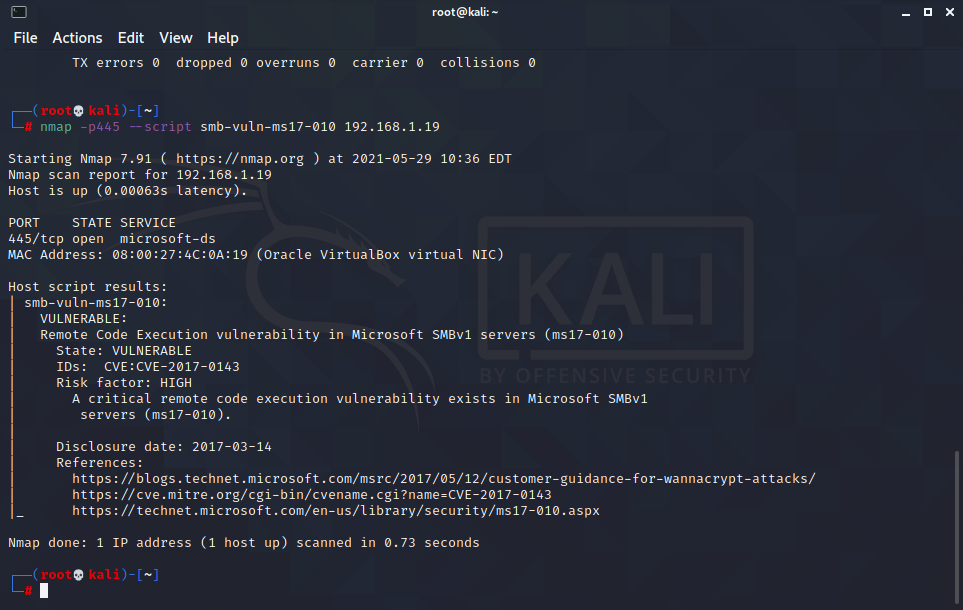 root@kali: ~
File Actions Edit View Help
TX errors 0  dropped 0 overruns 0  carrier 0  collisions 0
┌──(root💀kali)-[~]
└─# nmap -p445 --script smb-vuln-ms17-010 192.168.1.19
Starting Nmap 7.91 ( https://nmap.org ) at 2021-05-29 10:36 EDT
Nmap scan report for 192.168.1.19
Host is up (0.00063s latency).
PORT    STATE SERVICE
445/tcp open  microsoft-ds
MAC Address: 08:00:27:4C:0A:19 (Oracle VirtualBox virtual NIC)
Host script results:
| smb-vuln-ms17-010:
|   VULNERABLE:
|   Remote Code Execution vulnerability in Microsoft SMBv1 servers (ms17-010)
|     State: VULNERABLE
|     IDs:  CVE:CVE-2017-0143
|     Risk factor: HIGH
|       A critical remote code execution vulnerability exists in Microsoft SMBv1
|        servers (ms17-010).
|
|     Disclosure date: 2017-03-14
|     References:
|       https://blogs.technet.microsoft.com/msrc/2017/05/12/customer-guidance-for-wannacrypt-attacks/
|       https://cve.mitre.org/cgi-bin/cvename.cgi?name=CVE-2017-0143
|_      https://technet.microsoft.com/en-us/library/security/ms17-010.aspx
Nmap done: 1 IP address (1 host up) scanned in 0.73 seconds
┌──(root💀kali)-[~]
└─#
KALI
BY OFFENSIVE SECURITY